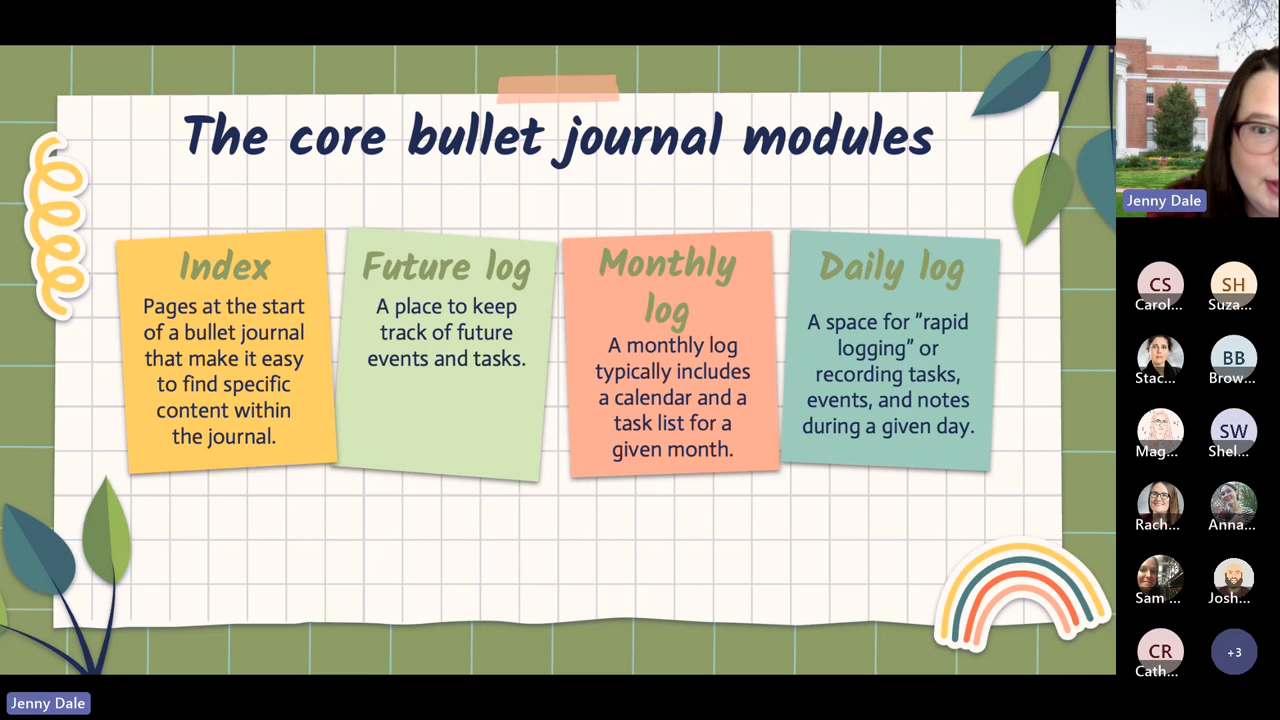 The core bullet journal modules
Index
Pages at the start
of a bullet journal
that make it easy
to find specific
content within
the journal.
Future log
A place to keep
track of future
events and tasks.
Monthly
log
A monthly log
typically includes
a calendar and a
task list for a
given month.
Daily log
A space for "rapid
logging" or
recording tasks,
events, and notes
during a given day.
Jenny Dale
CS
Carol...
SH
Suza...
Stac...
BB
Brow...
Mag...
SW
Shel...
Rach...
Anna...
Sam ...
Josh...
CR
Cath...
+3
Jenny Dale